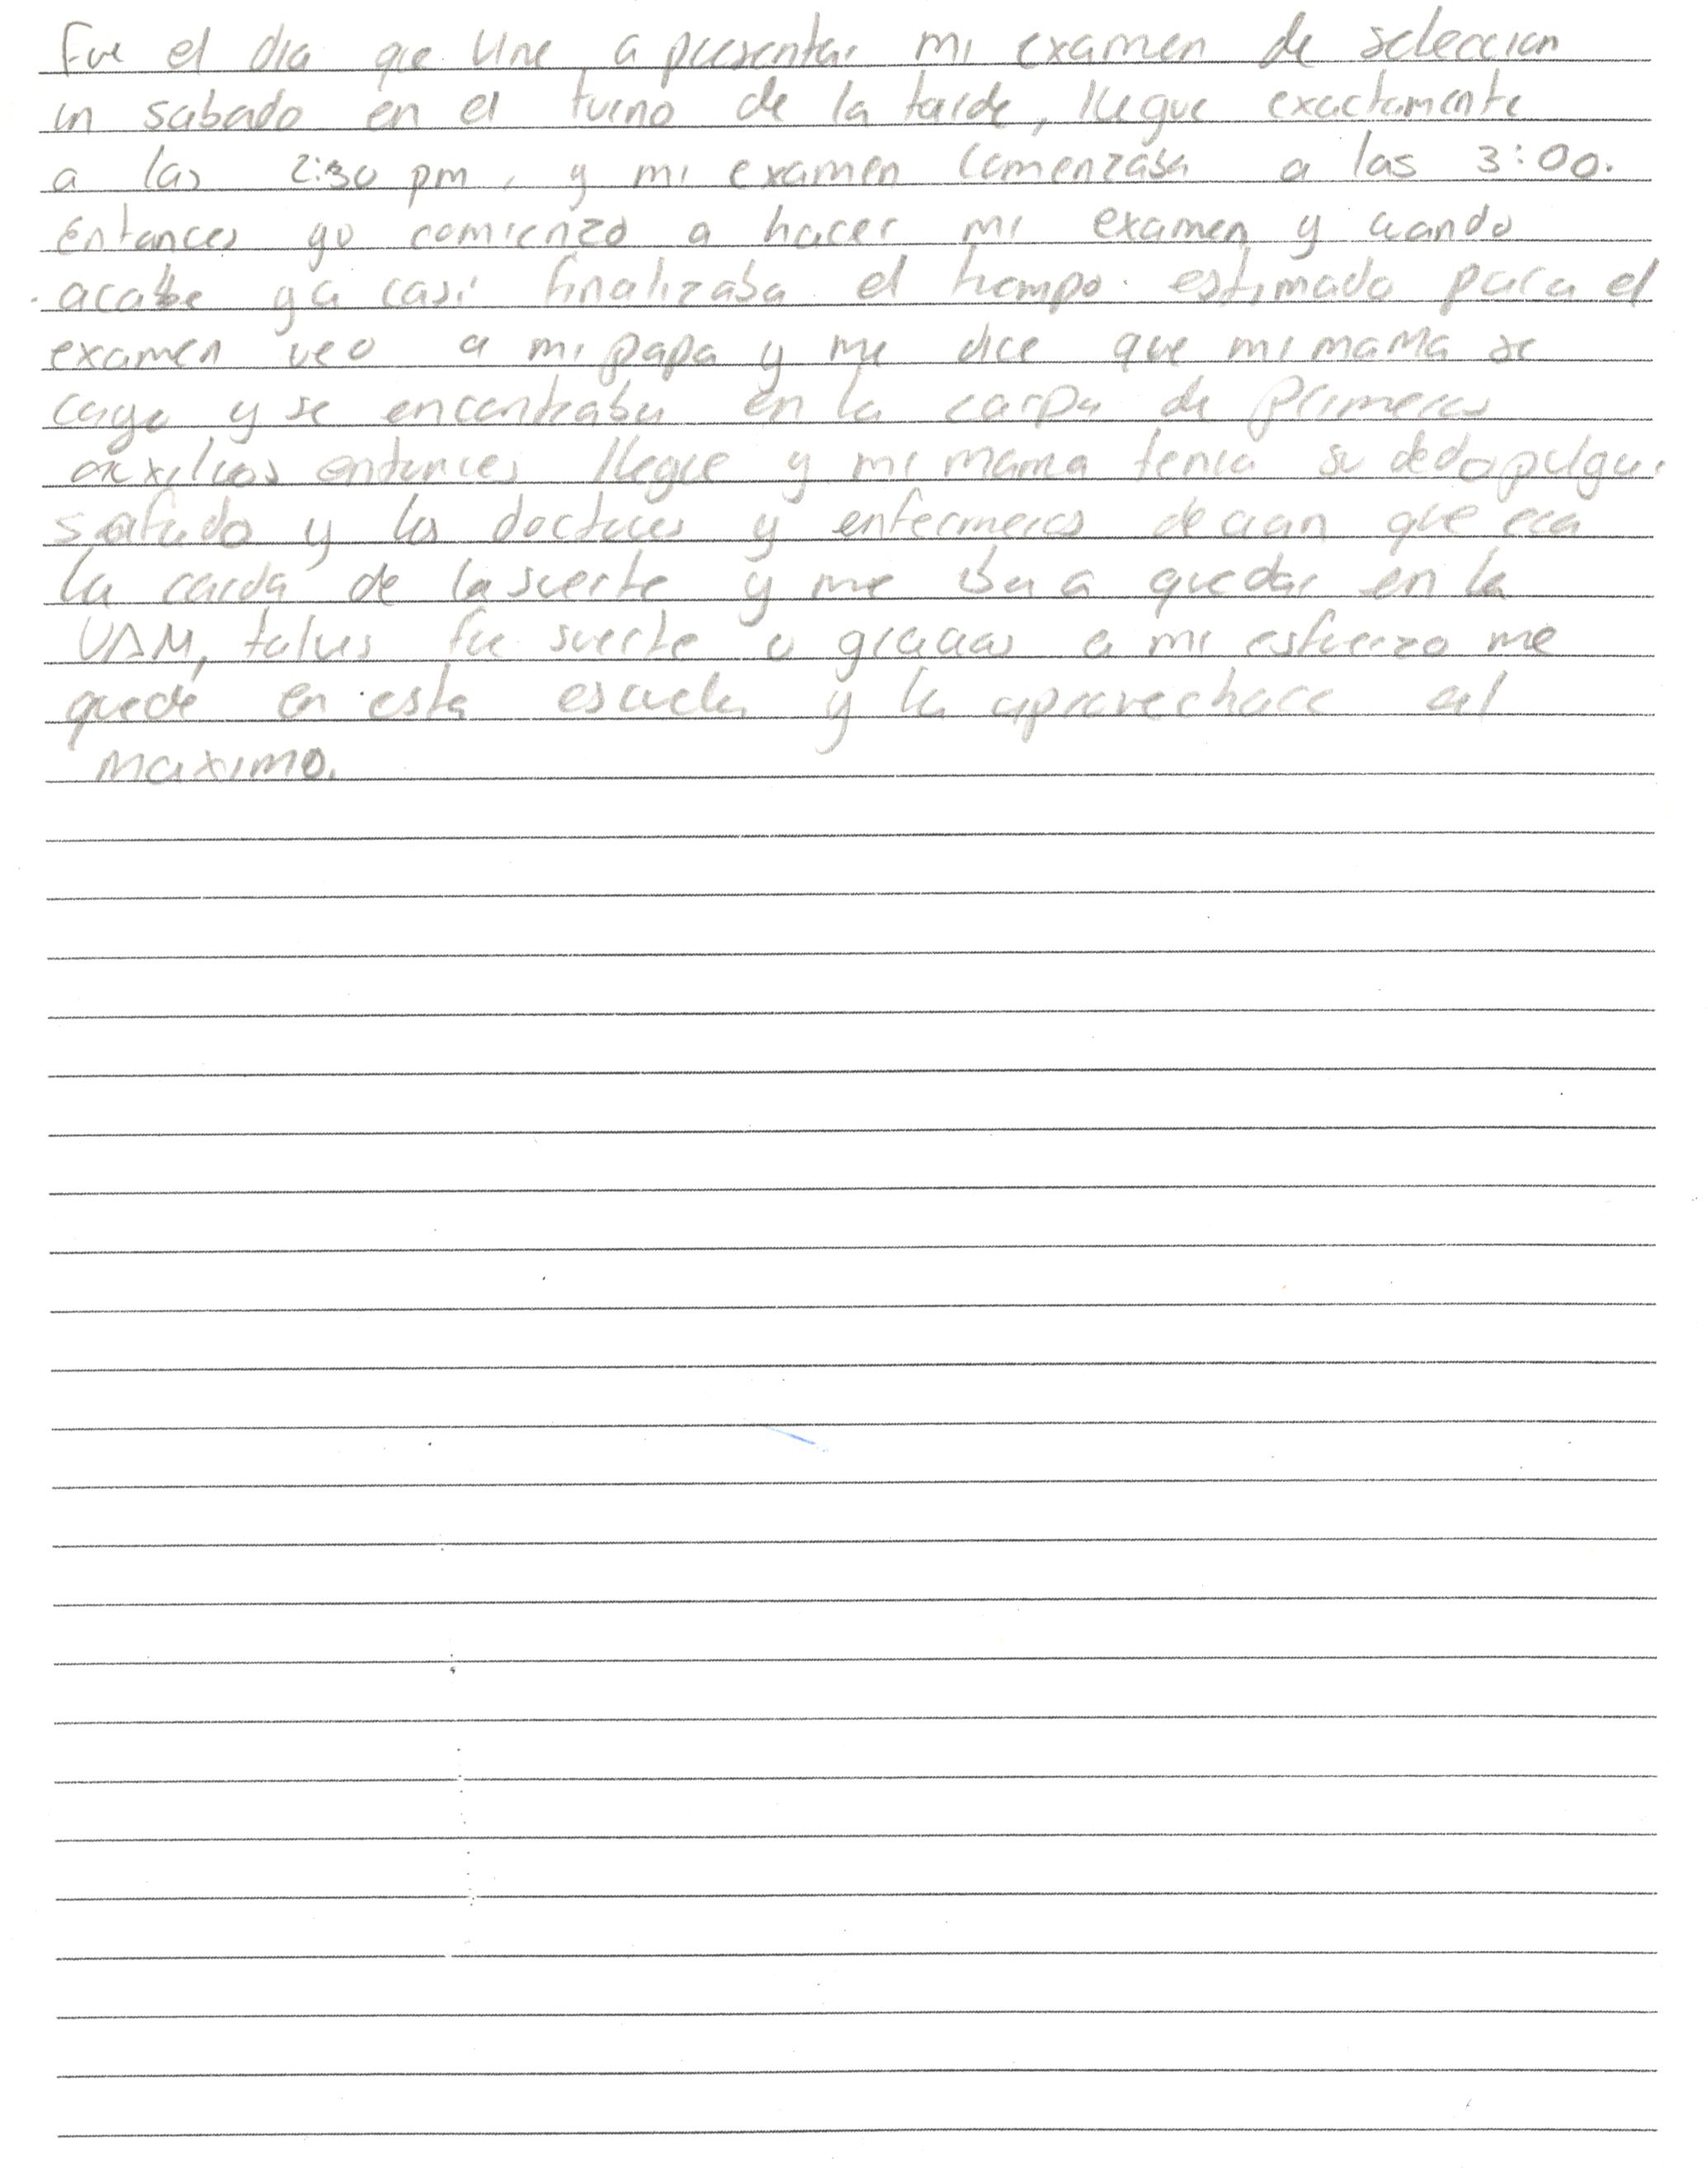 Fue el dia que vine a presentar mi examen de seleccion
un sabado en el turno de la tarde, llegue exactamente
a las 2:30 pm, y mi examen comenzaba a las 3:00.
Entonces yo comienzo a hacer mi examen y cuando
acabe ya casi finalizaba el tiempo estimado para el
examen veo a mi papa y me dice que mi mama se
cayo y se encontraba en la carpa de primeros
auxilios entonces llegue y mi mama tenia su dedo pulgar
safado y los doctores y enfermeros decian que era
la caida de la suerte y me iba a quedar en la
UAM, talves fue suerte o gracias a mi esfuerzo me
quedé en esta escuela y la aprovechare al
maximo.